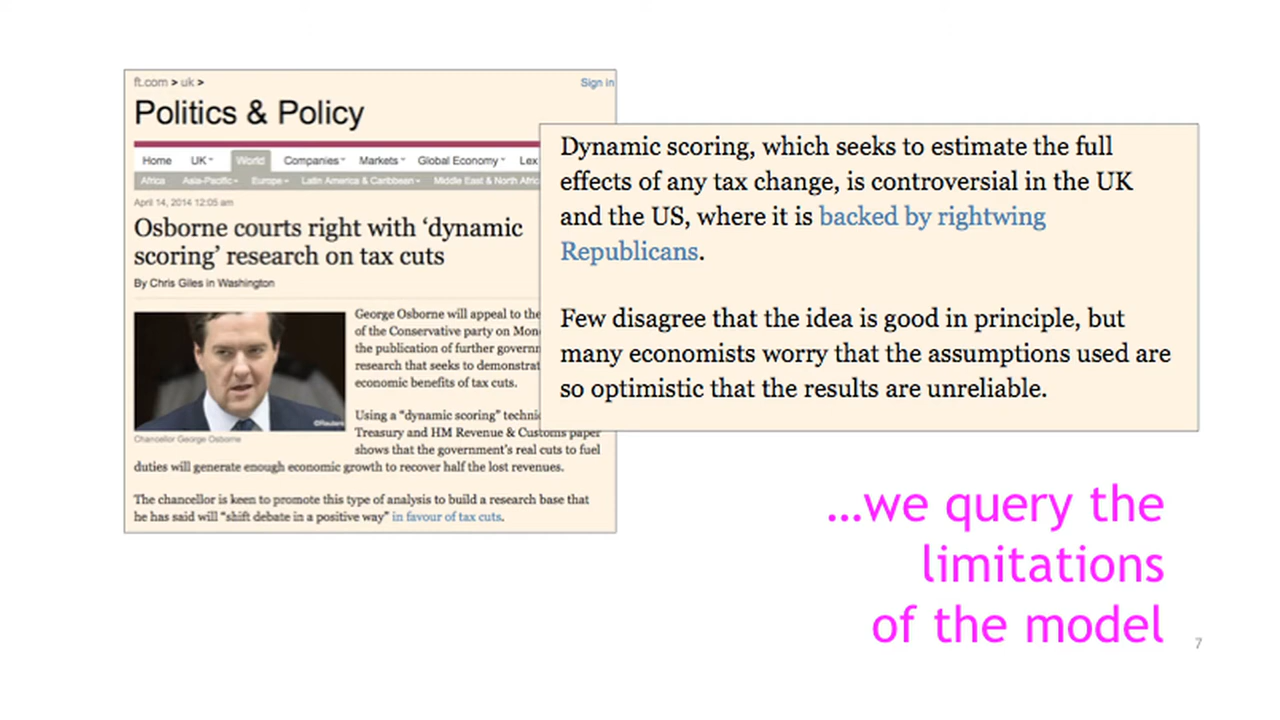 ft.com > uk >
Sign in
Politics & Policy
Home UK World Companies Markets Global Economy Lex
Africa Asia-Pacific Europe Latin America & Caribbean Middle East & North Afric
April 14, 2014 12:05 am
Osborne courts right with ‘dynamic
scoring’ research on tax cuts
By Chris Giles in Washington
George Osborne will appeal to the
of the Conservative party on Mon
the publication of further governm
research that seeks to demonstrat
economic benefits of tax cuts.
Using a “dynamic scoring” techni
Treasury and HM Revenue & Customs paper
shows that the government’s real cuts to fuel
duties will generate enough economic growth to recover half the lost revenues.
©Reuters
Chancellor George Osborne
The chancellor is keen to promote this type of analysis to build a research base that
he has said will “shift debate in a positive way” in favour of tax cuts.
Dynamic scoring, which seeks to estimate the full
effects of any tax change, is controversial in the UK
and the US, where it is backed by rightwing
Republicans.
Few disagree that the idea is good in principle, but
many economists worry that the assumptions used are
so optimistic that the results are unreliable.
...we query the
limitations
of the model
7